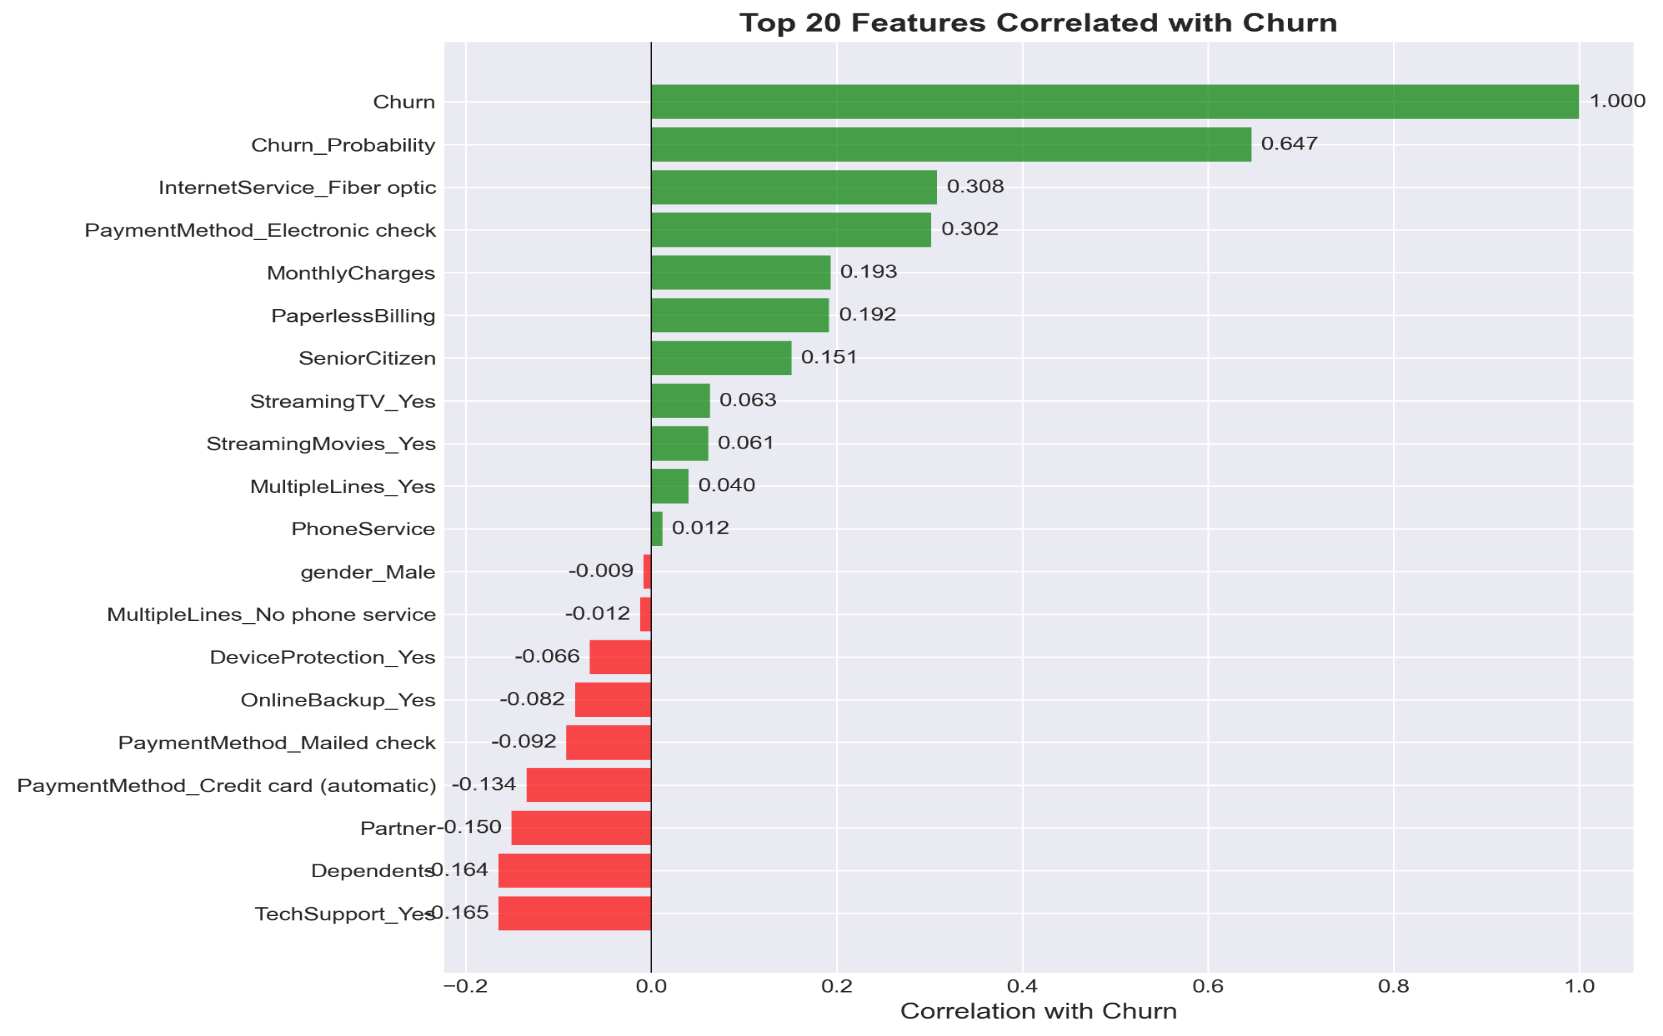 Top 20 Features Correlated with Churn
Churn 1.000
Churn_Probability 0.647
InternetService_Fiber optic 0.308
PaymentMethod_Electronic check 0.302
MonthlyCharges 0.193
PaperlessBilling 0.192
SeniorCitizen 0.151
StreamingTV_Yes 0.063
StreamingMovies_Yes 0.061
MultipleLines_Yes 0.040
PhoneService 0.012
gender_Male -0.009
MultipleLines_No phone service -0.012
DeviceProtection_Yes -0.066
OnlineBackup_Yes -0.082
PaymentMethod_Mailed check -0.092
PaymentMethod_Credit card (automatic) -0.134
Partner -0.150
Dependents -0.164
TechSupport_Yes -0.165
−0.2 0.0 0.2 0.4 0.6 0.8 1.0
Correlation with Churn